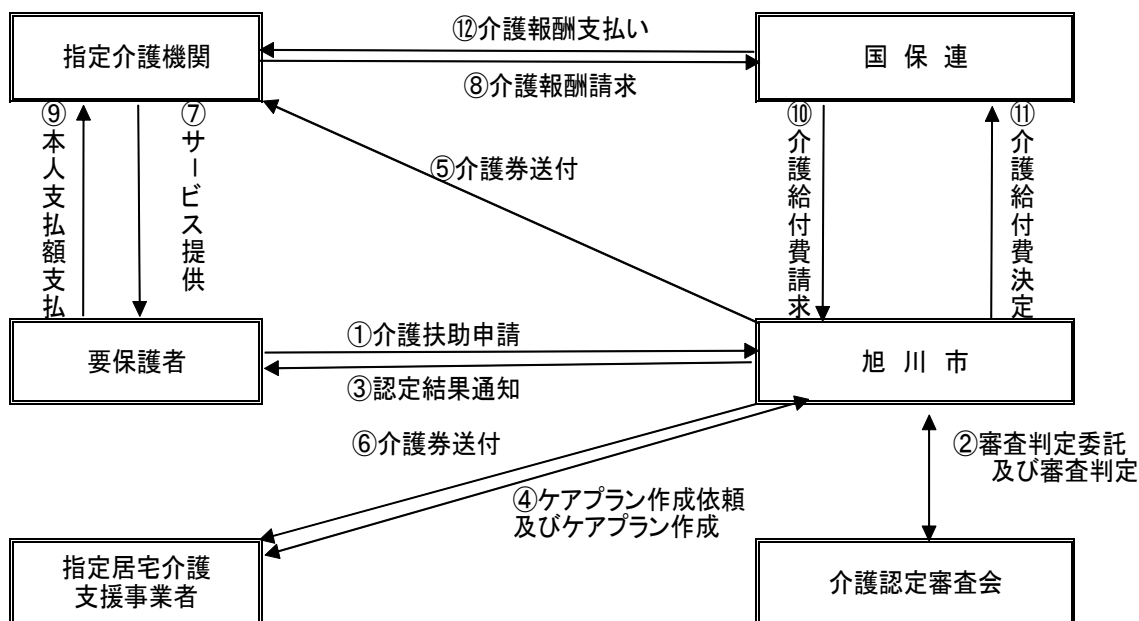 指定介護機関
⑫介護報酬支払い
国保連
⑧介護報酬請求
⑨本人支払額支払
⑦サービス提供
⑤介護券送付
⑩介護給付費請求
⑪介護給付費決定
要保護者
①介護扶助申請
旭川市
③認定結果通知
⑥介護券送付
②審査判定委託
及び審査判定
④ケアプラン作成依頼
及びケアプラン作成
指定居宅介護
支援事業者
介護認定審査会